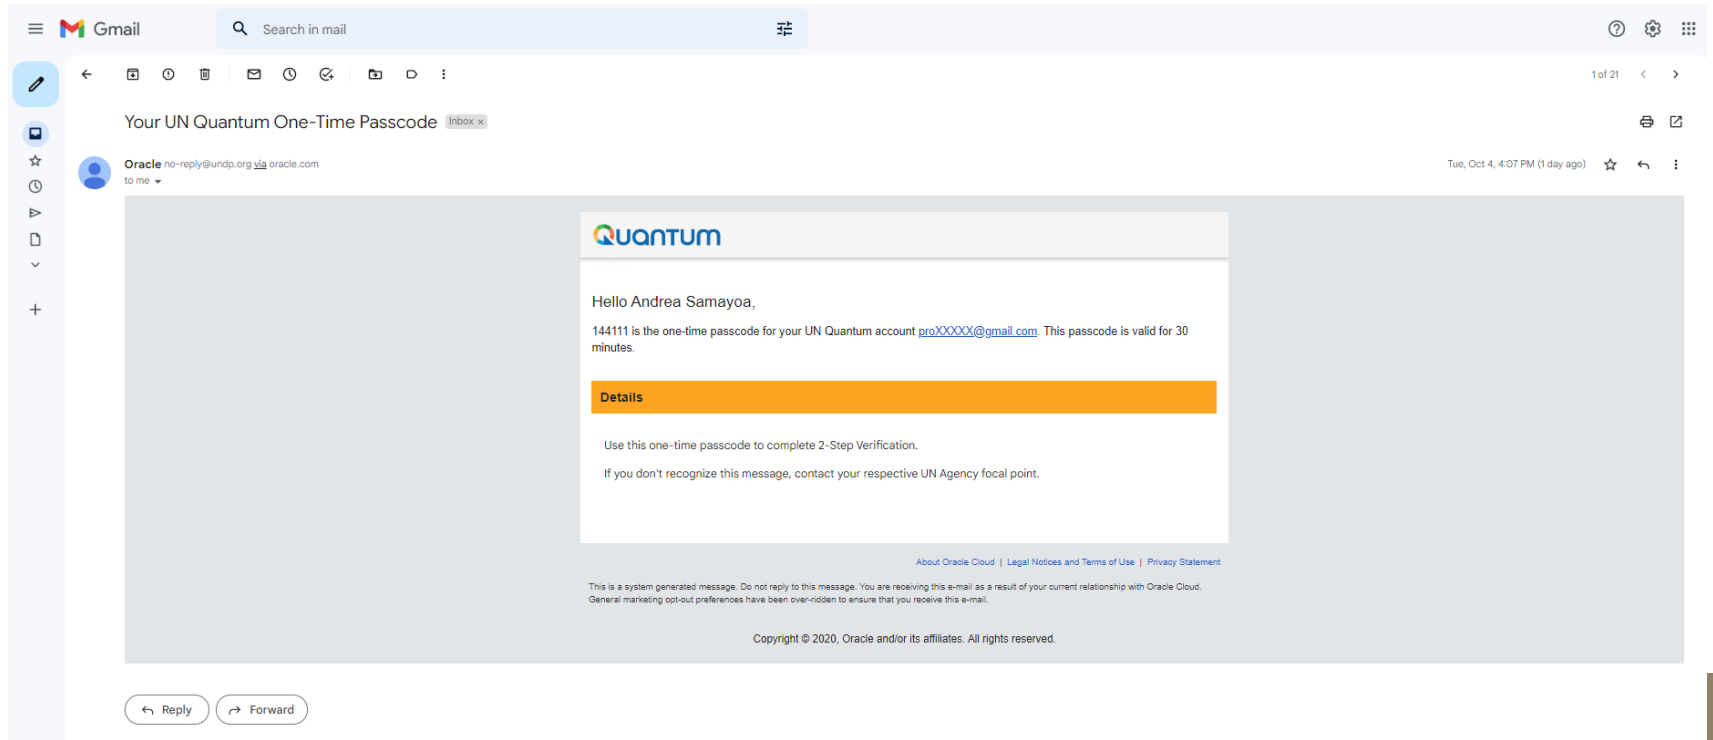 Gmail
Search in mail
1 of 21
Your UN Quantum One-Time Passcode Inbox ×
Oracle no-reply@undp.org via oracle.com
Tue, Oct 4, 4:07 PM (1 day ago)
to me
Quantum
Hello Andrea Samayoa,
144111 is the one-time passcode for your UN Quantum account proXXXXX@gmail.com. This passcode is valid for 30
minutes.
Details
Use this one-time passcode to complete 2-Step Verification.
If you don't recognize this message, contact your respective UN Agency focal point.
About Oracle Cloud | Legal Notices and Terms of Use | Privacy Statement
This is a system generated message. Do not reply to this message. You are receiving this e-mail as a result of your current relationship with Oracle Cloud.
General marketing opt-out preferences have been over-ridden to ensure that you receive this e-mail.
Copyright © 2020, Oracle and/or its affiliates. All rights reserved.
Reply
Forward